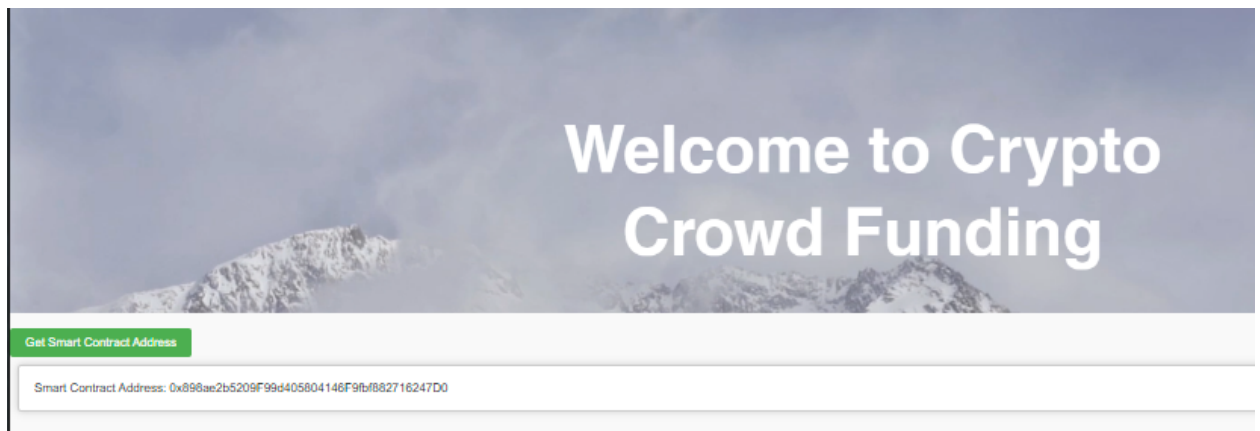 Welcome to Crypto
Crowd Funding
Get Smart Contract Address
Smart Contract Address: 0x898ae2b5209F99d405804146F9fbf882716247D0